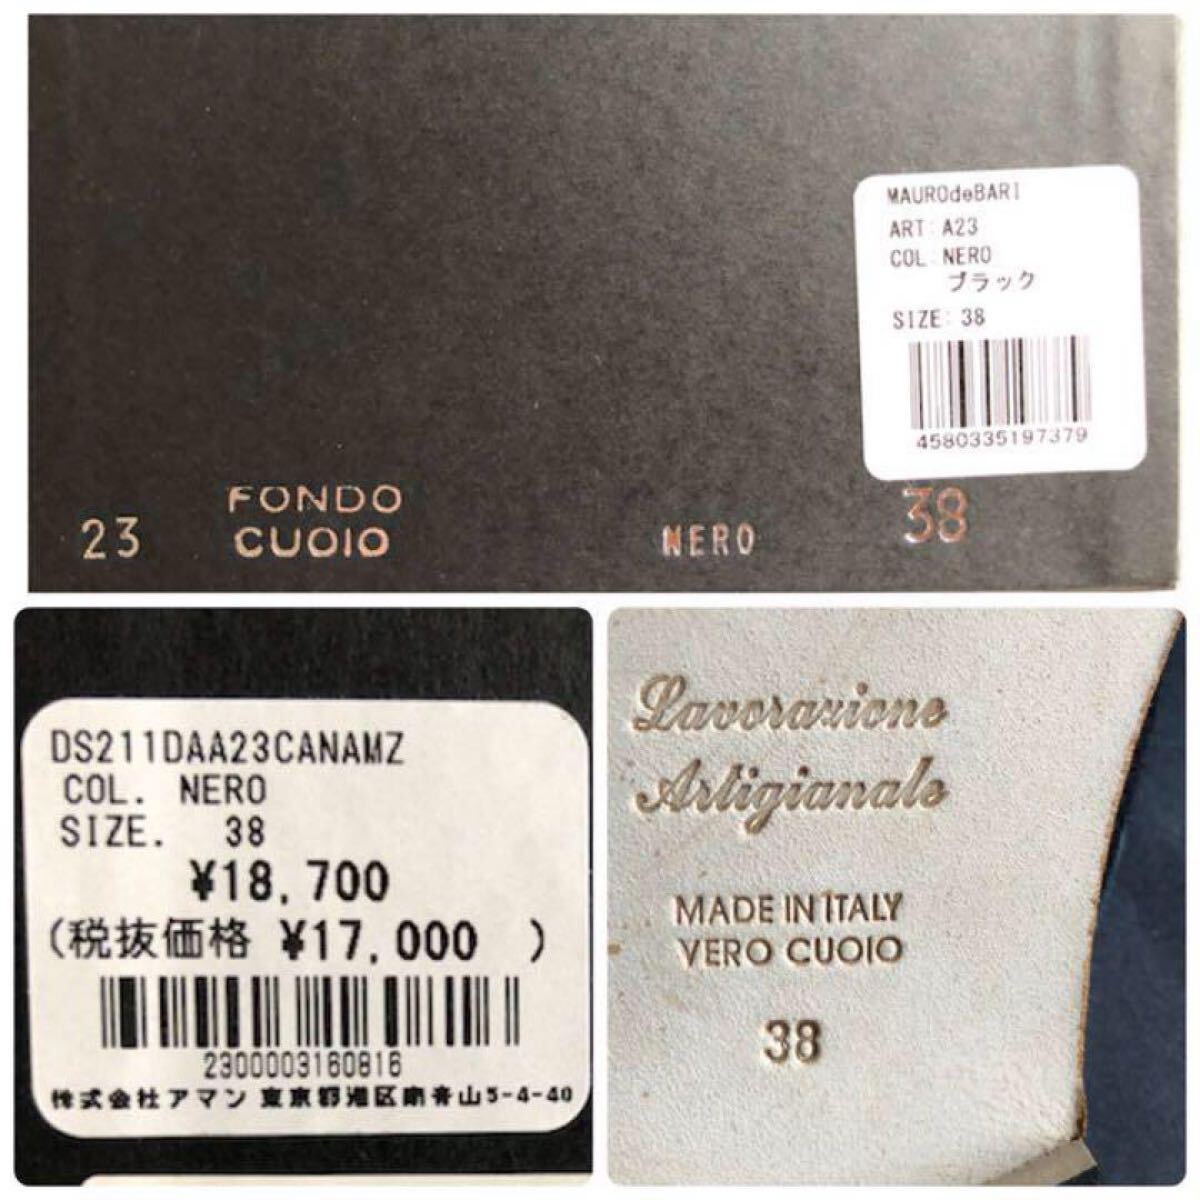 MAUROdeBARI
ART: A23
COL: NERO
ブラック
SIZE: 38
4580335197379
23 FONDO CUOIO NERO 38
DS211DAA23CANAMZ
COL. NERO
SIZE. 38
¥18,700
(税抜価格 ¥17,000 )
2300003160816
株式会社アマン 東京都港区南青山5-4-40
Lavorazione
Artigianale
MADE IN ITALY
VERO CUOIO
38